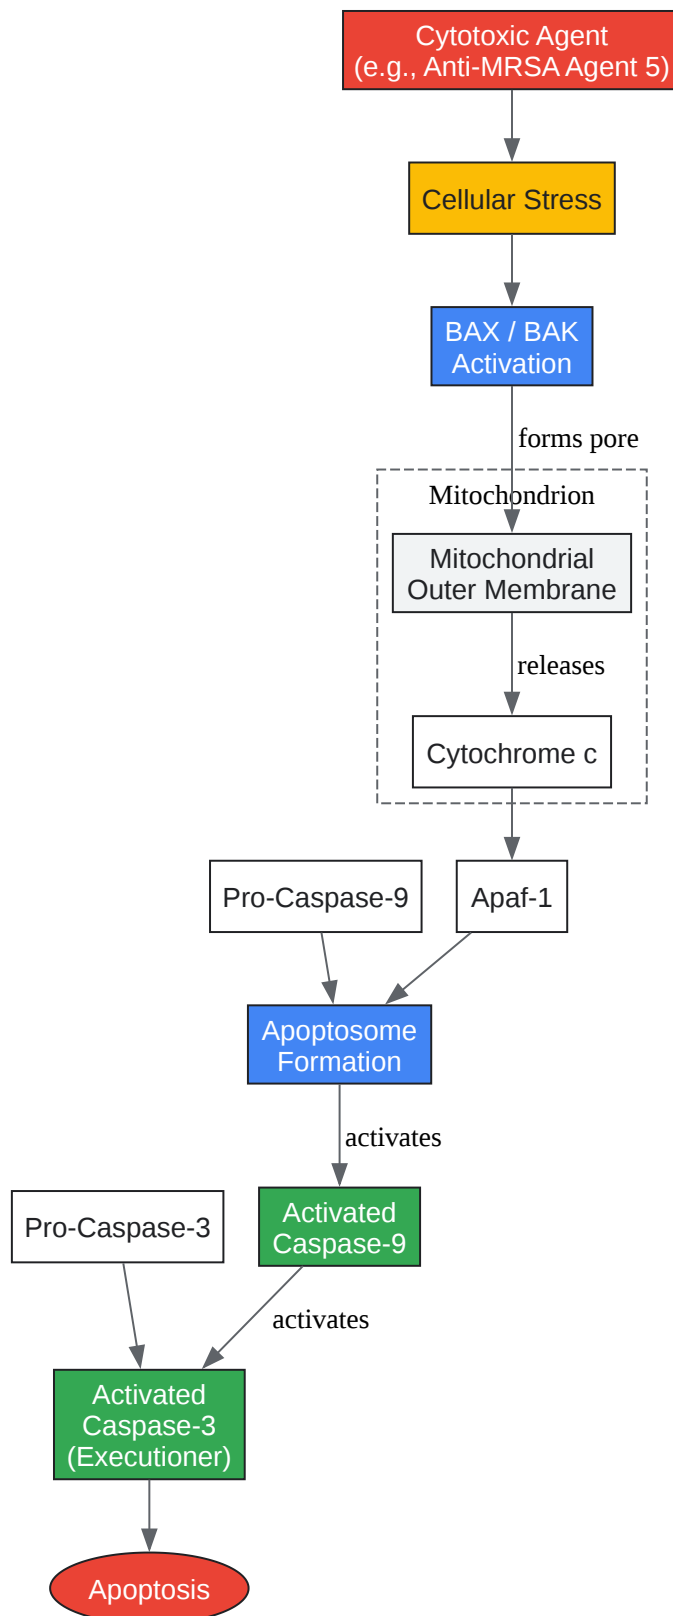 Cytotoxic Agent
(e.g., Anti-MRSA Agent 5)
Cellular Stress
BAX / BAK
Activation
forms pore
Mitochondrion
Mitochondrial
Outer Membrane
releases
Cytochrome c
Pro-Caspase-9
Apaf-1
Apoptosome
Formation
activates
Pro-Caspase-3
Activated
Caspase-9
activates
Activated
Caspase-3
(Executioner)
Apoptosis